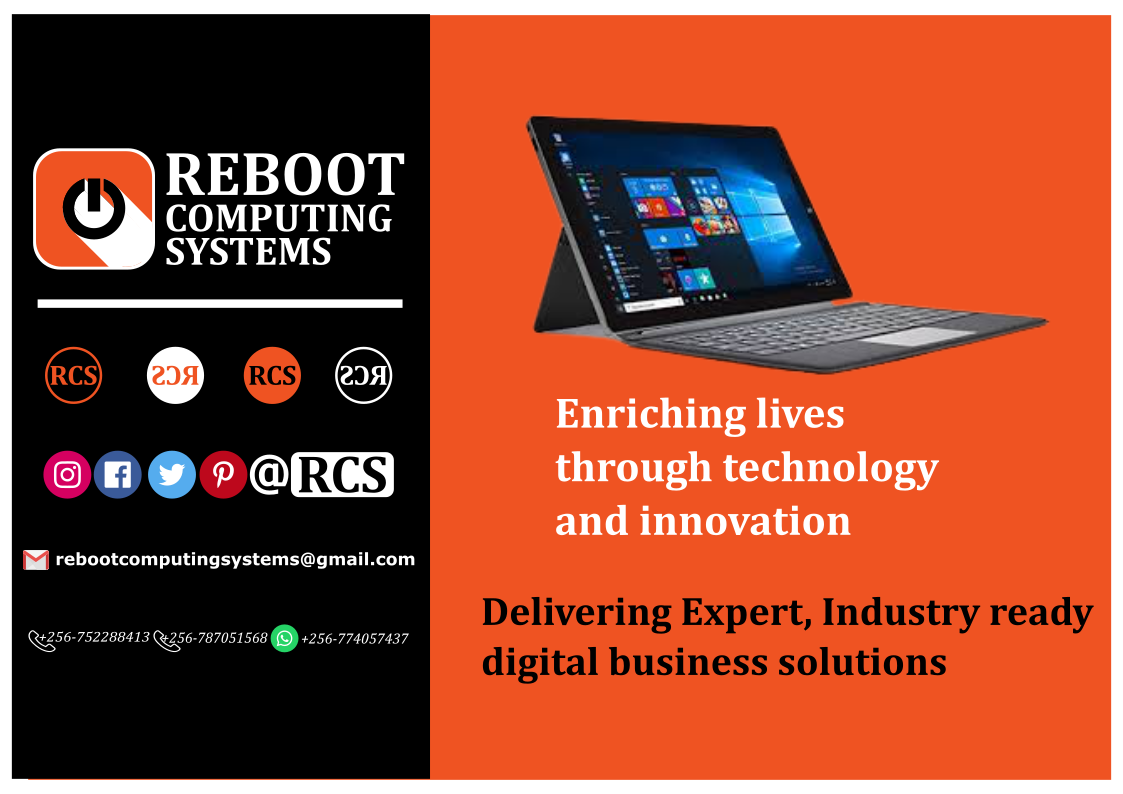 REBOOT
COMPUTING
SYSTEMS
RCS RCS RCS RCS
@RCS
rebootcomputingsystems@gmail.com
+256-752288413 +256-787051568 +256-774057437
Enriching lives
through technology
and innovation
Delivering Expert, Industry ready
digital business solutions